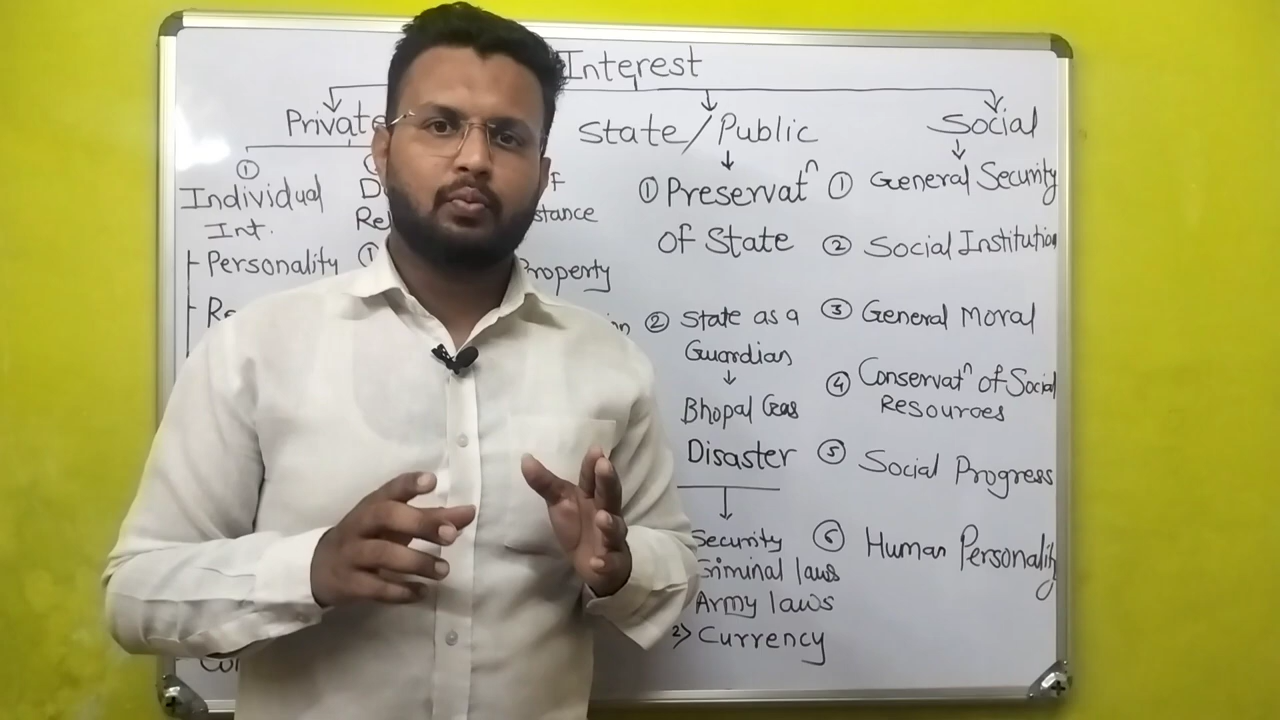 Interest
Private
State/Public
Social
①
Individual
Int.
Personality
①
stance
Property
① Preservatⁿ
of State
② State as a
Guardian
Bhopal Gas
Disaster
Security
Criminal laws
Army laws
2> Currency
① General Security
② Social Institution
③ General Moral
④ Conservatⁿ of Social
Resources
⑤ Social Progress
⑥ Human Personality